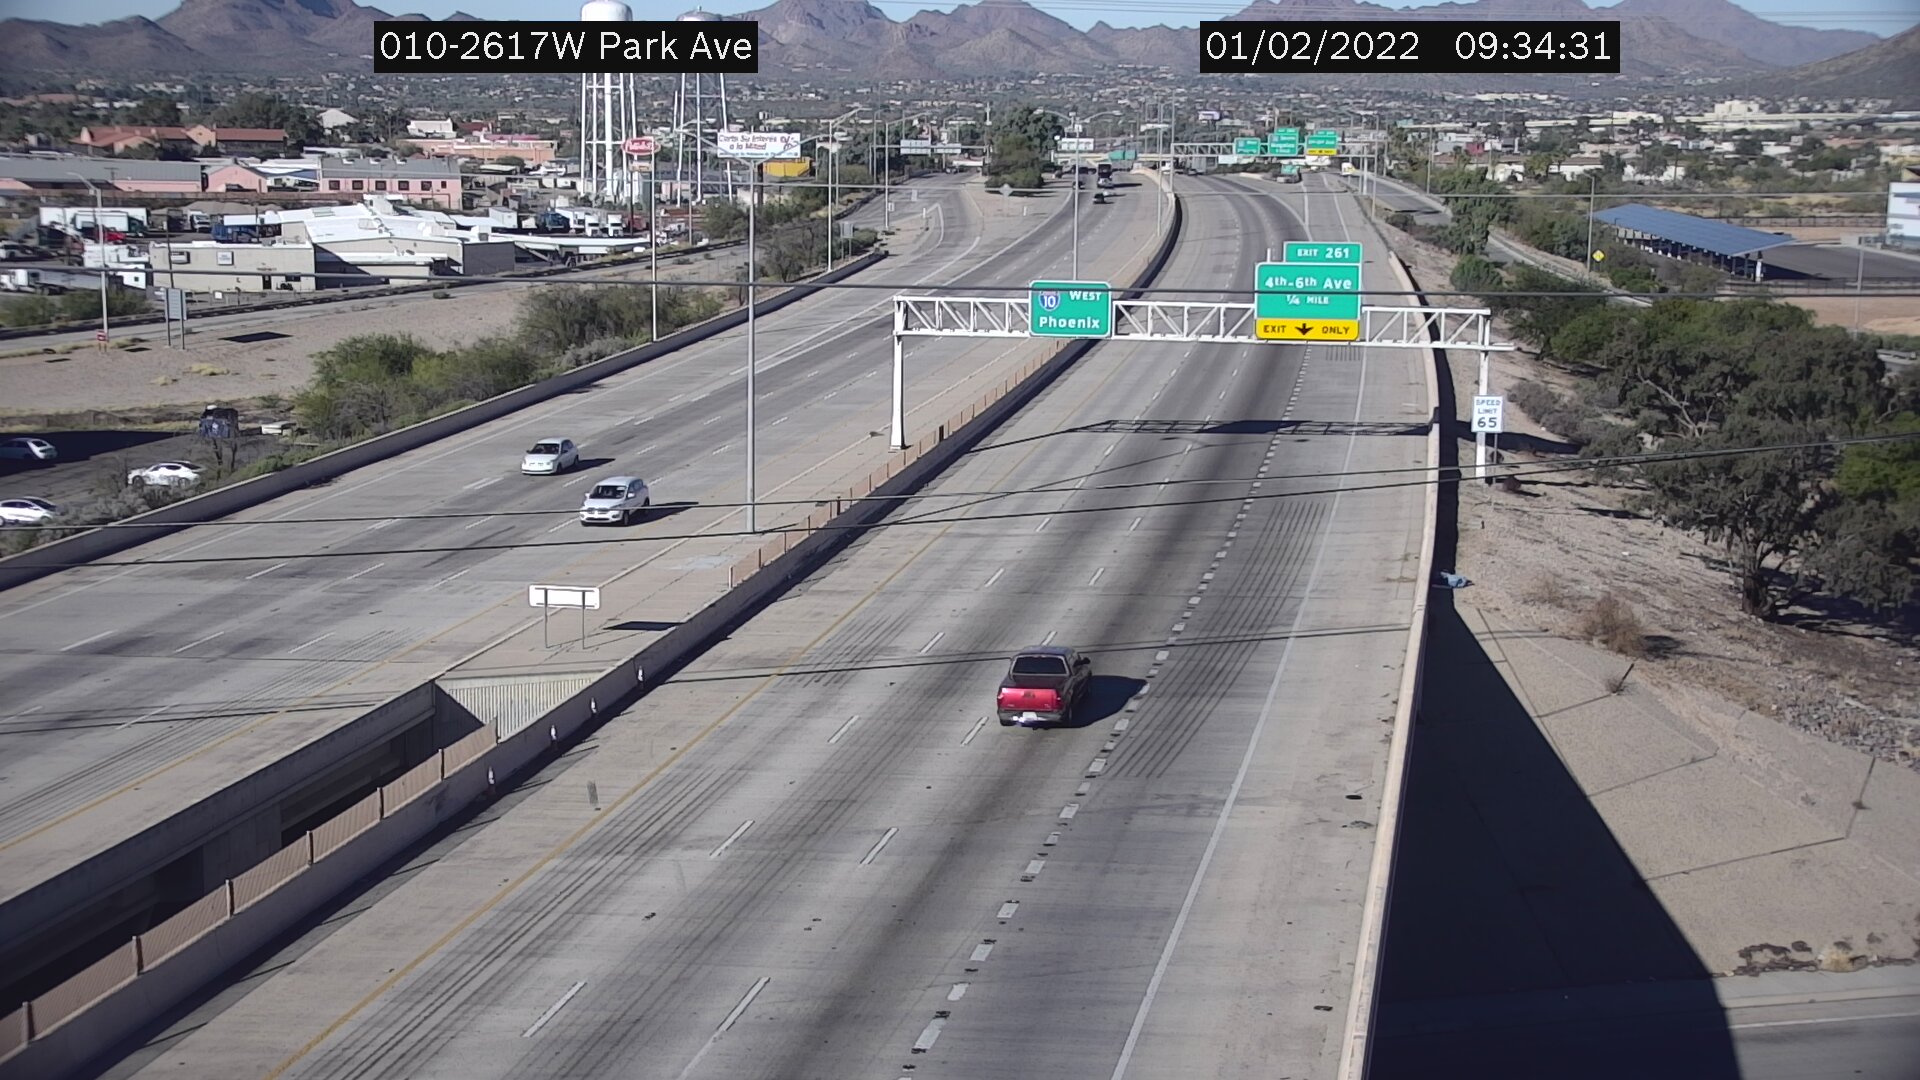 010-2617W Park Ave
01/02/2022 09:34:31
EXIT 261
4th-6th Ave
1/4 MILE
EXIT ONLY
10 WEST
Phoenix
SPEED
LIMIT
65